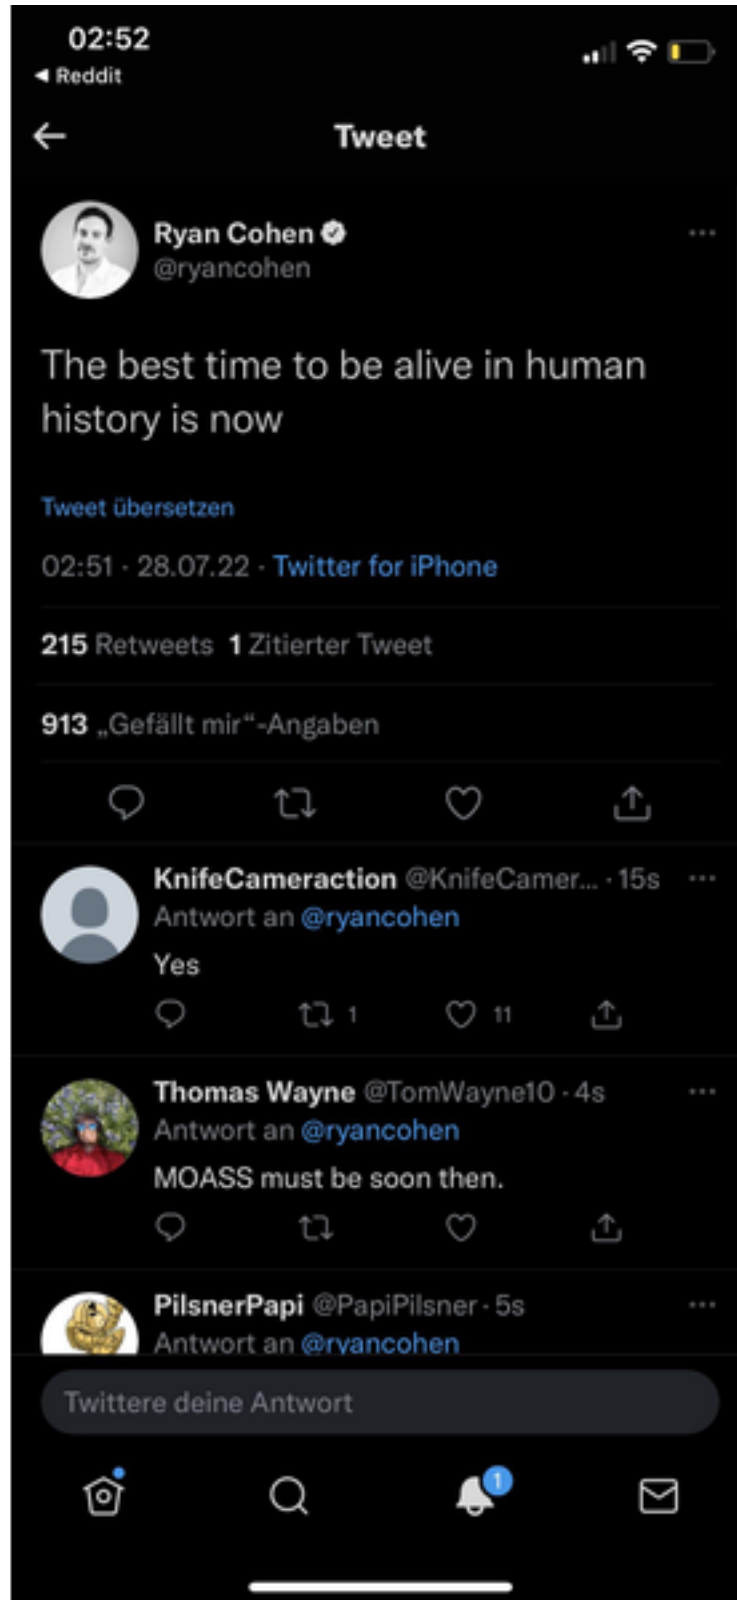 02:52
◀ Reddit
Tweet
Ryan Cohen
@ryancohen
The best time to be alive in human
history is now
Tweet übersetzen
02:51 · 28.07.22 · Twitter for iPhone
215 Retweets 1 Zitierter Tweet
913 „Gefällt mir“-Angaben
KnifeCameraction @KnifeCamer... · 15s
Antwort an @ryancohen
Yes
1 11
Thomas Wayne @TomWayne10 · 4s
Antwort an @ryancohen
MOASS must be soon then.
PilsnerPapi @PapiPilsner · 5s
Antwort an @ryancohen
Twittere deine Antwort
1